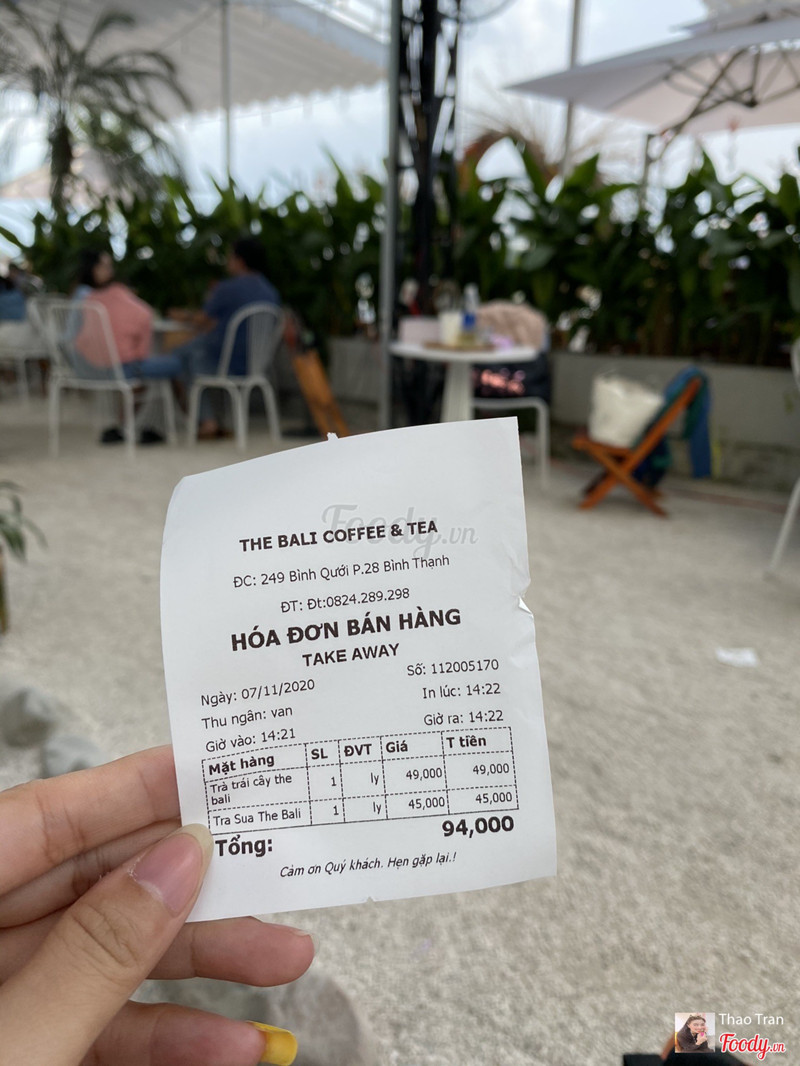 THE BALI COFFEE & TEA
ĐC: 249 Bình Qưới P.28 Bình Thạnh
ĐT: Đt:0824.289.298
HÓA ĐƠN BÁN HÀNG
TAKE AWAY
Ngày: 07/11/2020 Số: 112005170
Thu ngân: van In lúc: 14:22
Giờ vào: 14:21 Giờ ra: 14:22
Mặt hàng SL ĐVT Giá T tiền
Trà trái cây the bali 1 ly 49,000 49,000
Tra Sua The Bali 1 ly 45,000 45,000
Tổng: 94,000
Cảm ơn Quý khách. Hẹn gặp lại.!
Foody.vn
Thao Tran
Foody.vn